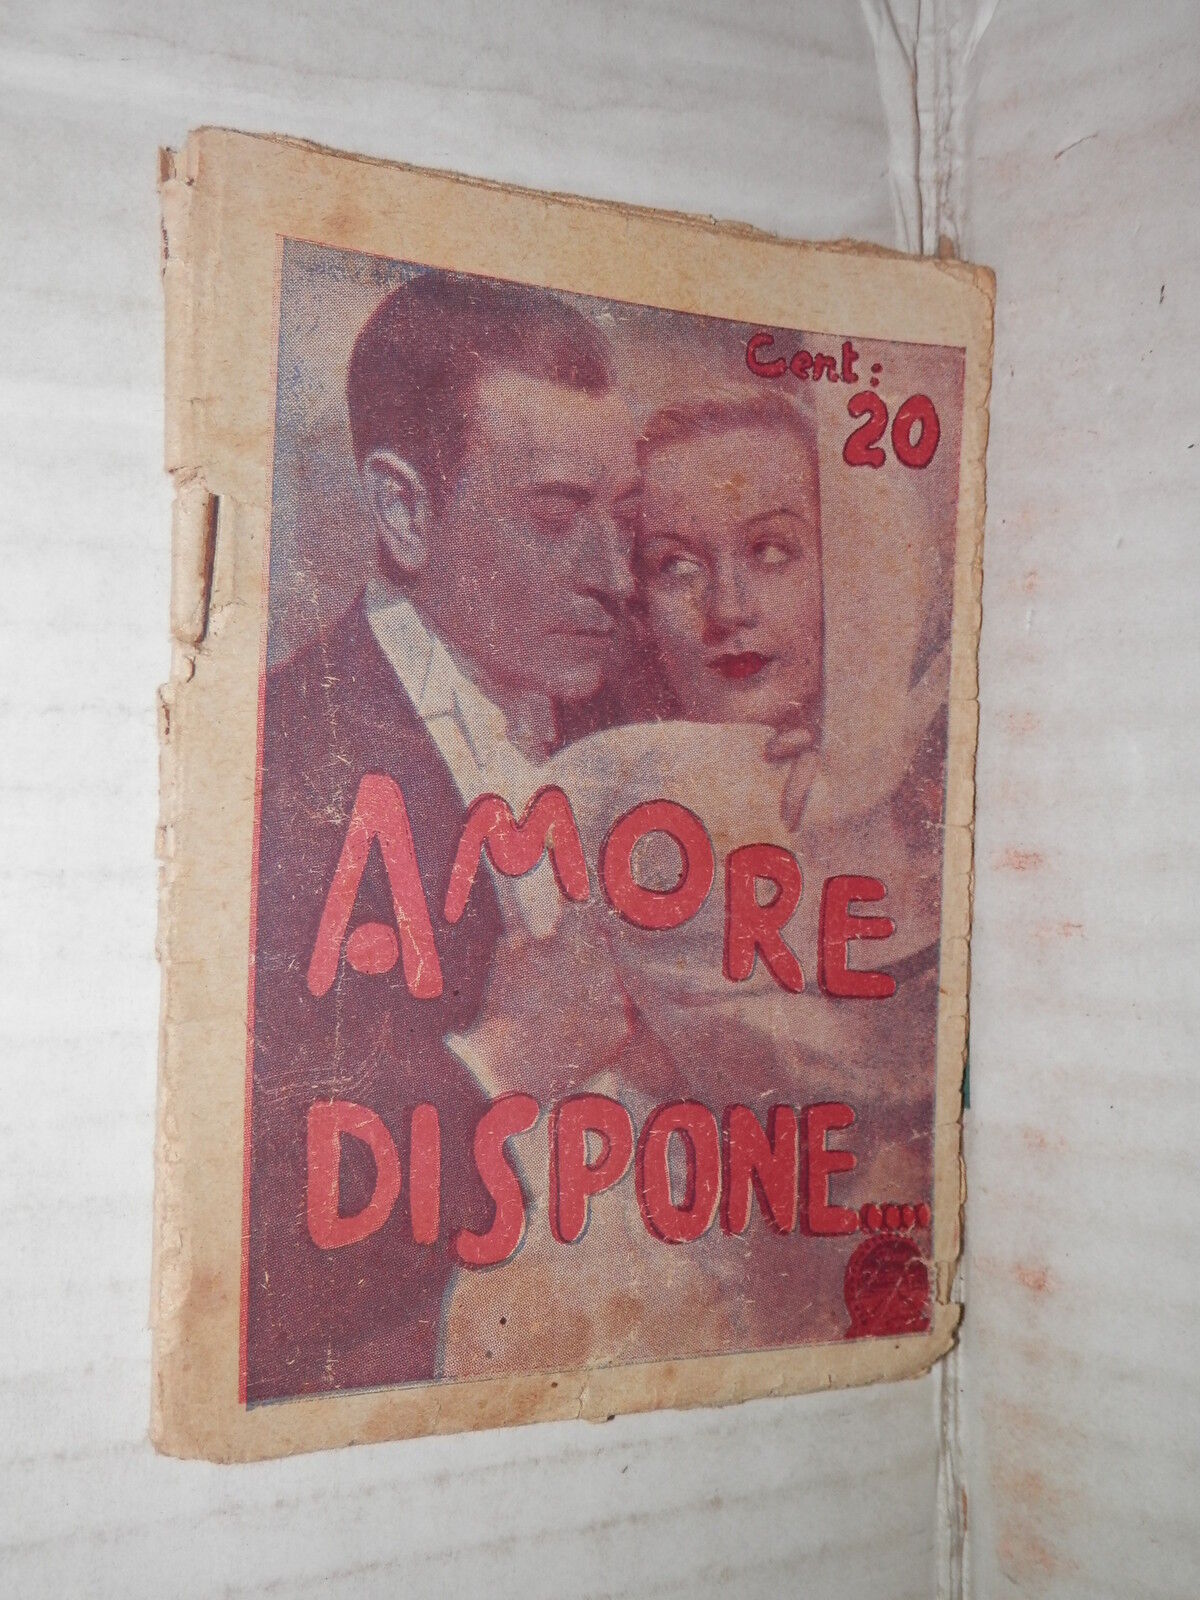 Cent:
20
AMORE
DISPONE.....